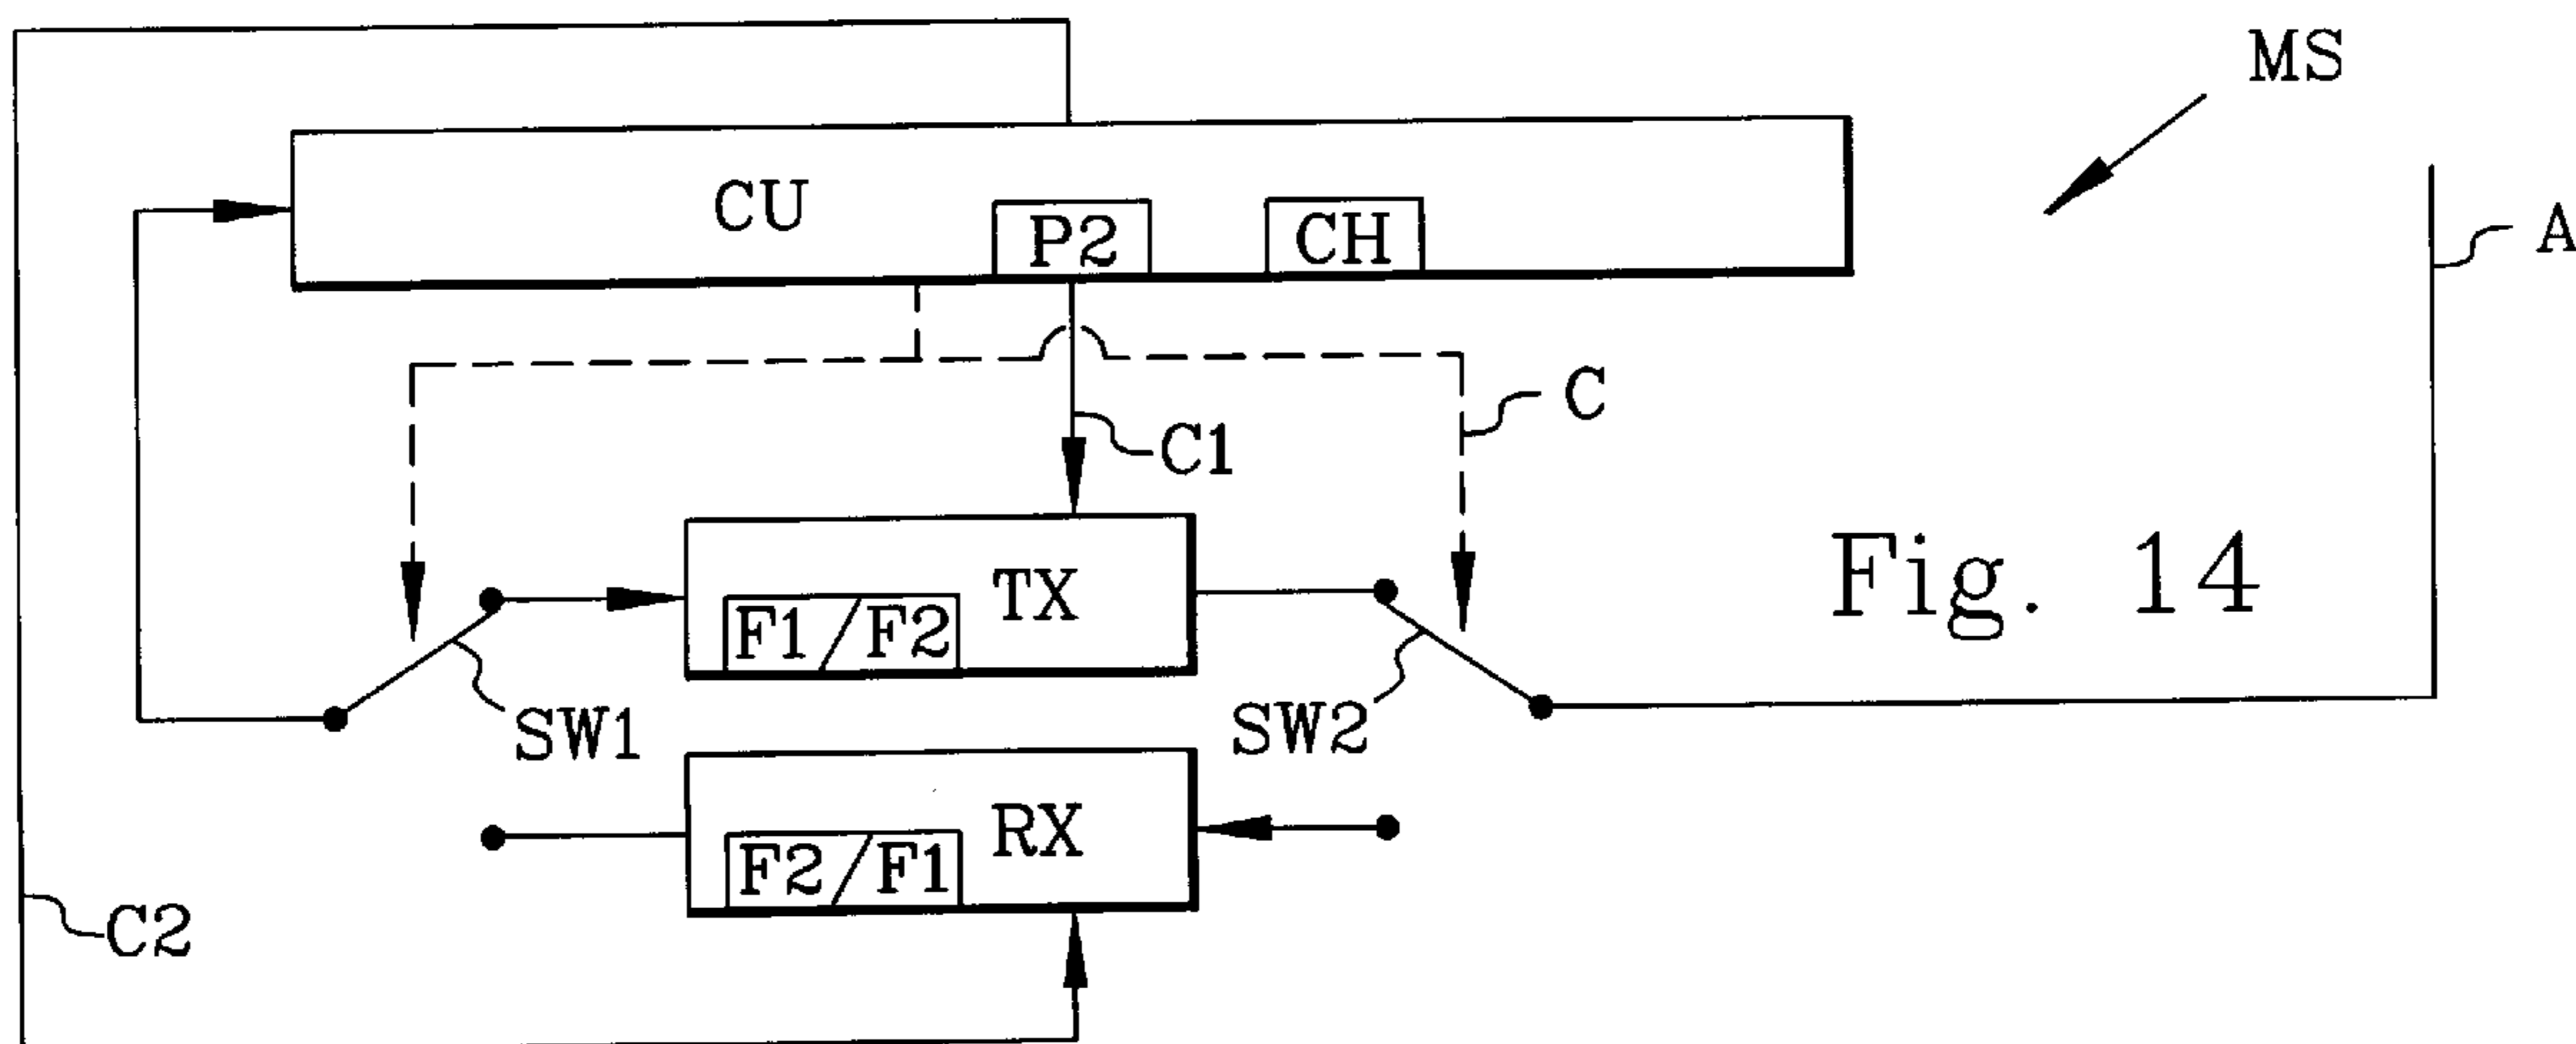 MS
CU
P2
CH
A
C
C1
Fig. 14
TX
F1/F2
SW1
SW2
RX
F2/F1
C2